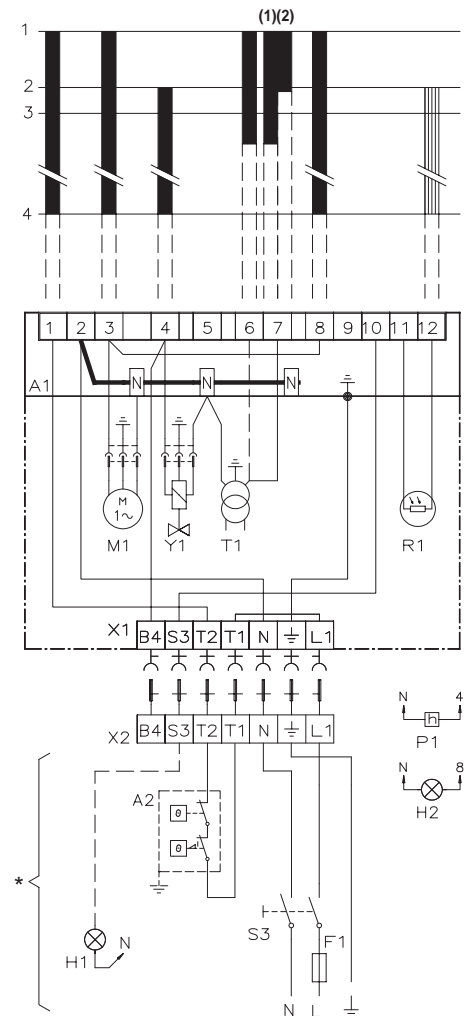 (1)(2)
1
2
3
4
1 2 3 4 5 6 7 8 9 10 11 12
A1
N N N
M
1~
M1 Y1 T1 R1
X1 B4 S3 T2 T1 N L1
X2 B4 S3 T2 T1 N L1
N 4
h
P1
N 8
H2
A2
θ
θ
*
H1
N
S3
F1
N L